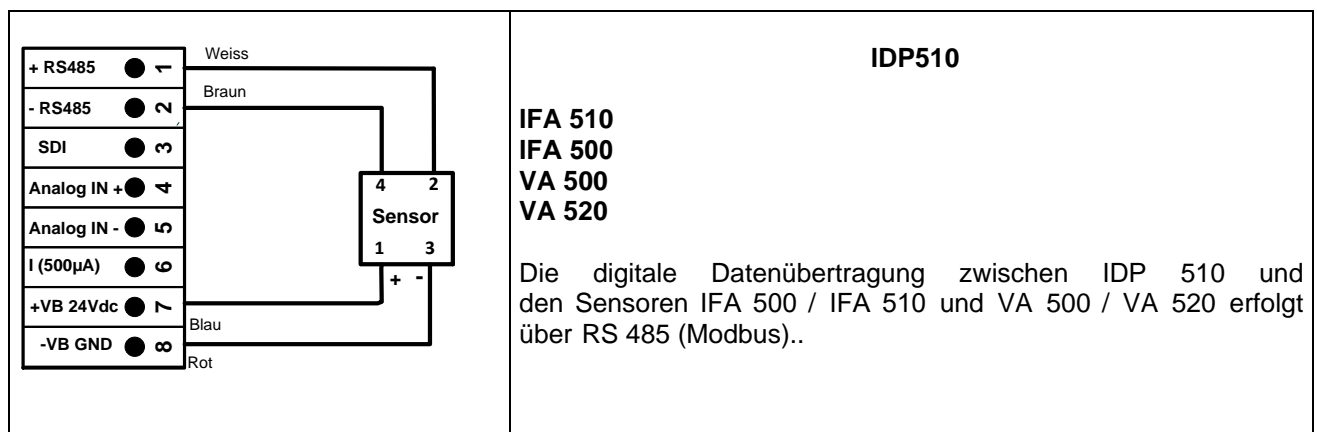 + RS485 1
- RS485 2
SDI 3
Analog IN + 4
Analog IN - 5
I (500µA) 6
+VB 24Vdc 7
-VB GND 8
Weiss
Braun
4 2
Sensor
1 3
+ -
Blau
Rot
IDP510
IFA 510
IFA 500
VA 500
VA 520
Die digitale Datenübertragung zwischen IDP 510 und
den Sensoren IFA 500 / IFA 510 und VA 500 / VA 520 erfolgt
über RS 485 (Modbus)..